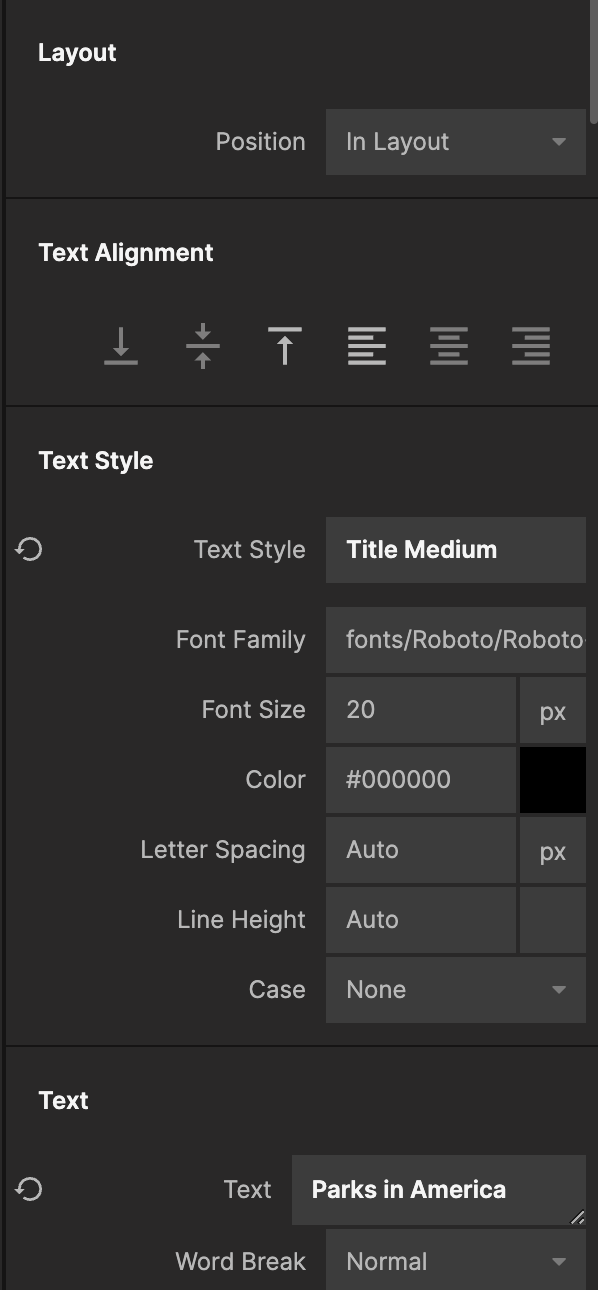 Layout
Position In Layout
Text Alignment
Text Style
Text Style Title Medium
Font Family fonts/Roboto/Roboto-
Font Size 20 px
Color #000000
Letter Spacing Auto px
Line Height Auto
Case None
Text
Text Parks in America
Word Break Normal